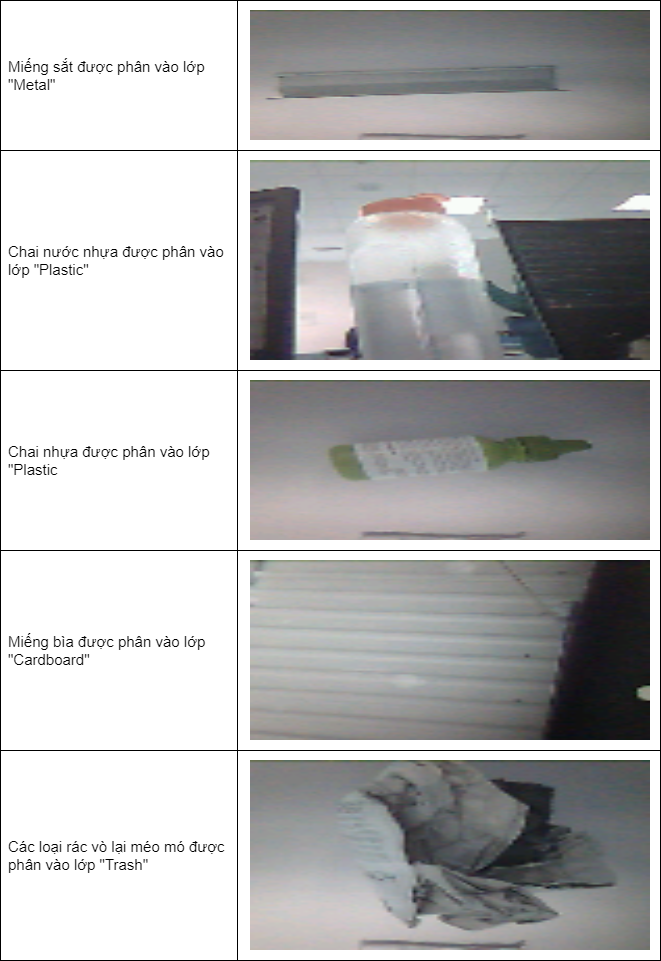 Miếng sắt được phân vào lớp
"Metal"
Chai nước nhựa được phân vào
lớp "Plastic"
Chai nhựa được phân vào lớp
"Plastic
Miếng bìa được phân vào lớp
"Cardboard"
Các loại rác vò lại méo mó được
phân vào lớp "Trash"